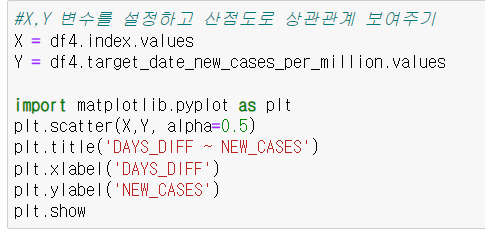 #X,Y 변수를 설정하고 산점도로 상관관계 보여주기
X = df4.index.values
Y = df4.target_date_new_cases_per_million.values
import matplotlib.pyplot as plt
plt.scatter(X,Y, alpha=0.5)
plt.title('DAYS_DIFF ~ NEW_CASES')
plt.xlabel('DAYS_DIFF')
plt.ylabel('NEW_CASES')
plt.show